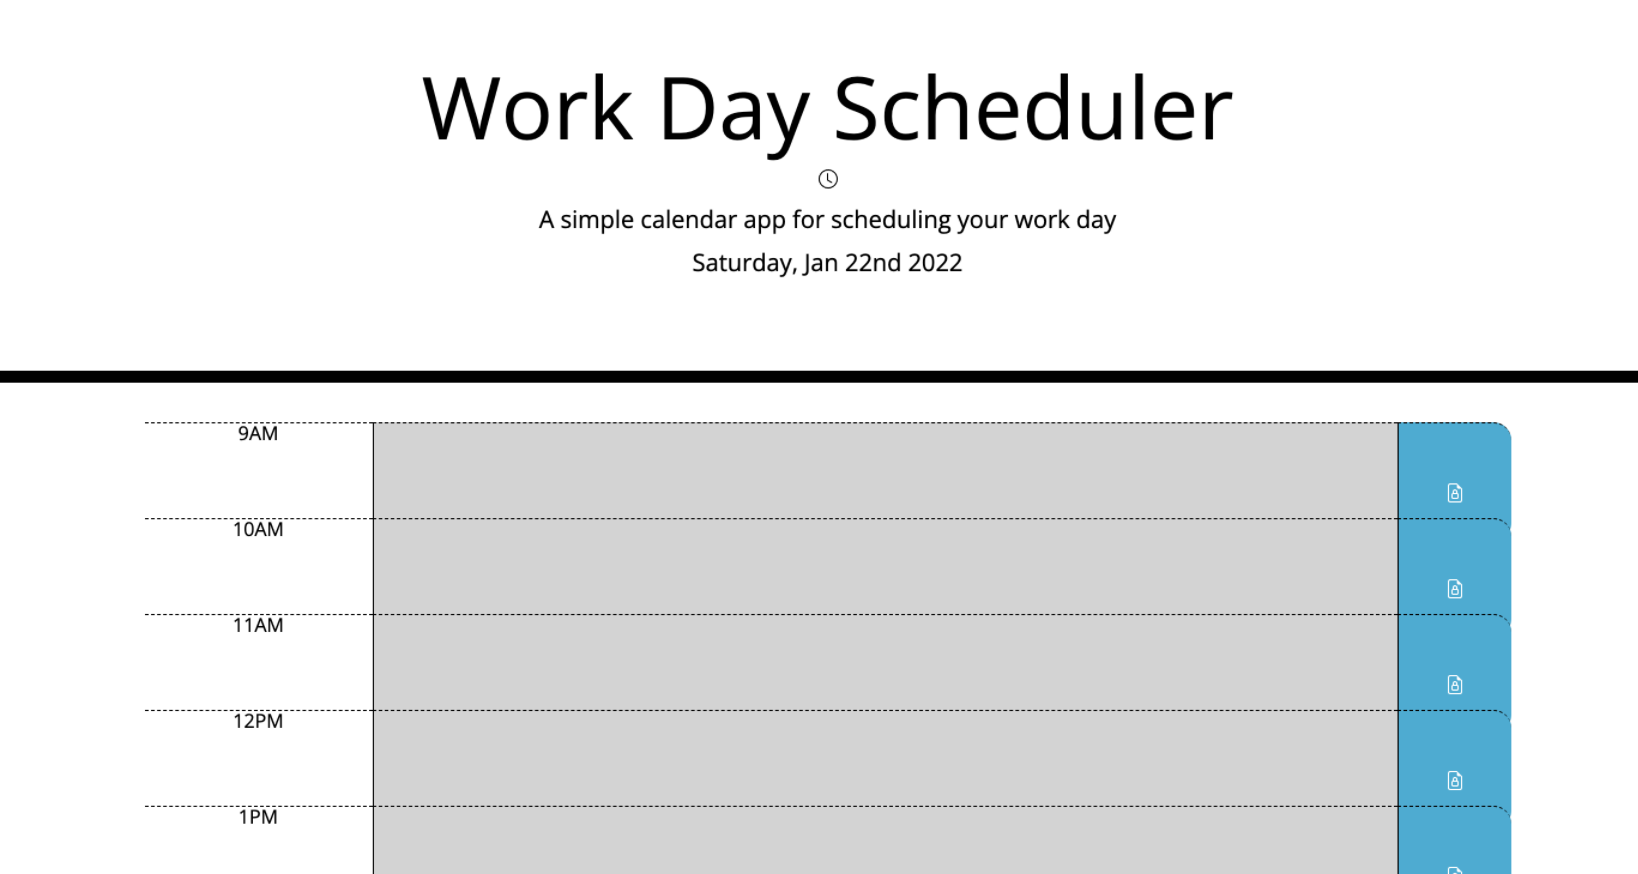 Work Day Scheduler
A simple calendar app for scheduling your work day
Saturday, Jan 22nd 2022
9AM
10AM
11AM
12PM
1PM